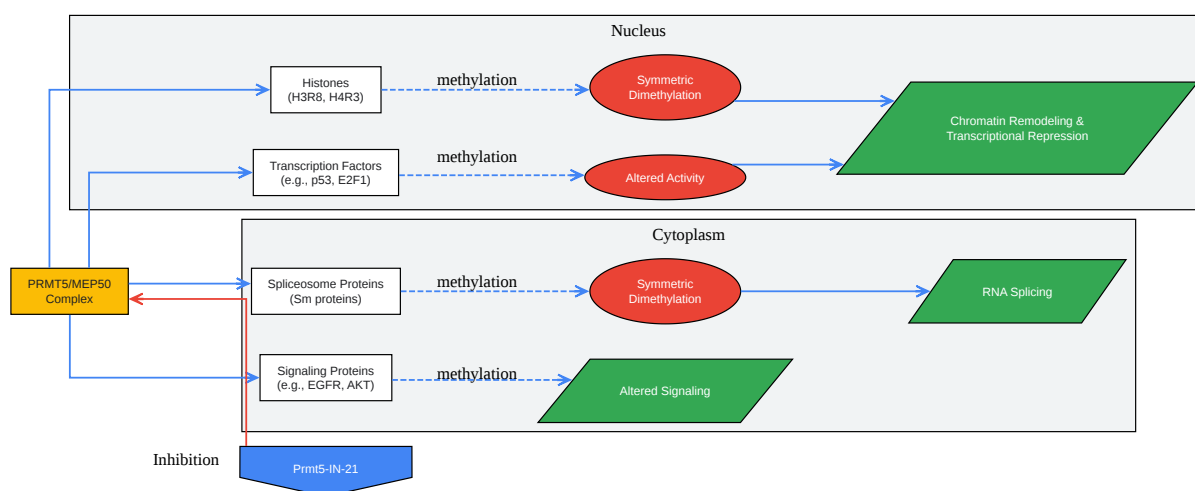 Nucleus
Histones
(H3R8, H4R3)
methylation
Symmetric
Dimethylation
Chromatin Remodeling &
Transcriptional Repression
Transcription Factors
(e.g., p53, E2F1)
methylation
Altered Activity
Cytoplasm
PRMT5/MEP50
Complex
Spliceosome Proteins
(Sm proteins)
methylation
Symmetric
Dimethylation
RNA Splicing
Signaling Proteins
(e.g., EGFR, AKT)
methylation
Altered Signaling
Inhibition
Prmt5-IN-21